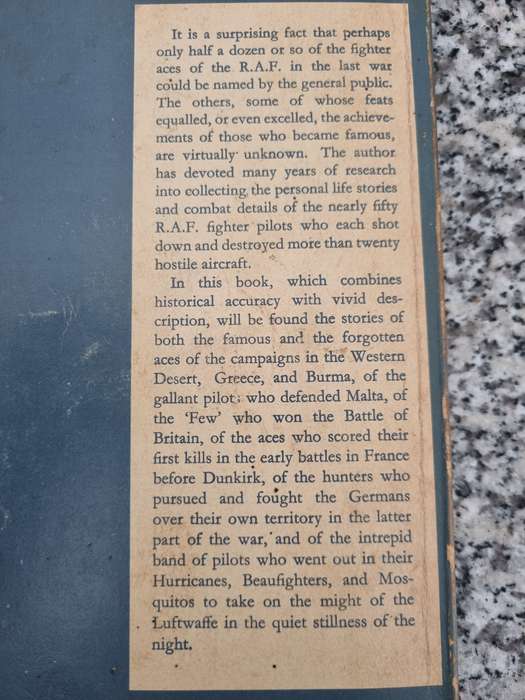 It is a surprising fact that perhaps
only half a dozen or so of the fighter
aces of the R.A.F. in the last war
could be named by the general public.
The others, some of whose feats
equalled, or even excelled, the achieve-
ments of those who became famous,
are virtually unknown. The author
has devoted many years of research
into collecting the personal life stories
and combat details of the nearly fifty
R.A.F. fighter pilots who each shot
down and destroyed more than twenty
hostile aircraft.
In this book, which combines
historical accuracy with vivid des-
cription, will be found the stories of
both the famous and the forgotten
aces of the campaigns in the Western
Desert, Greece, and Burma, of the
gallant pilots who defended Malta, of
the 'Few' who won the Battle of
Britain, of the aces who scored their
first kills in the early battles in France
before Dunkirk, of the hunters who
pursued and fought the Germans
over their own territory in the latter
part of the war, and of the intrepid
band of pilots who went out in their
Hurricanes, Beaufighters, and Mos-
quitos to take on the might of the
Luftwaffe in the quiet stillness of the
night.